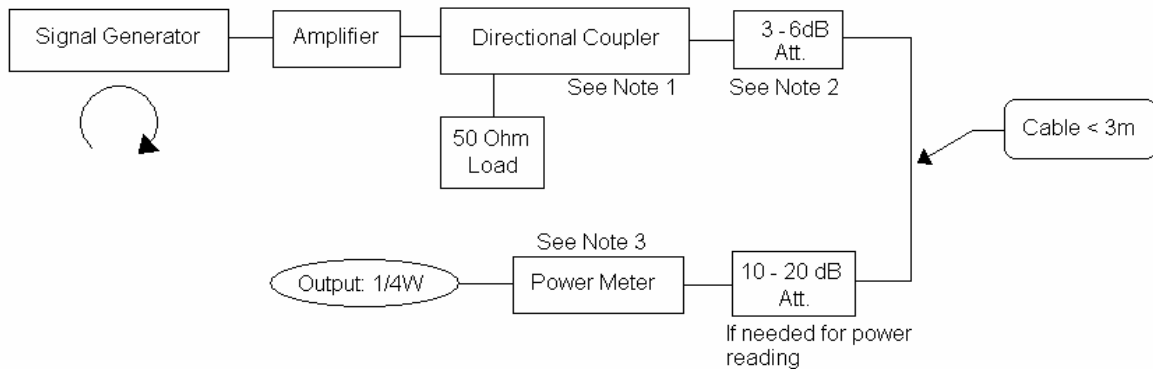 Signal Generator
Amplifier
Directional Coupler
3 - 6dB
Att.
See Note 1
See Note 2
50 Ohm
Load
Cable < 3m
See Note 3
Output: 1/4W
Power Meter
10 - 20 dB
Att.
If needed for power
reading